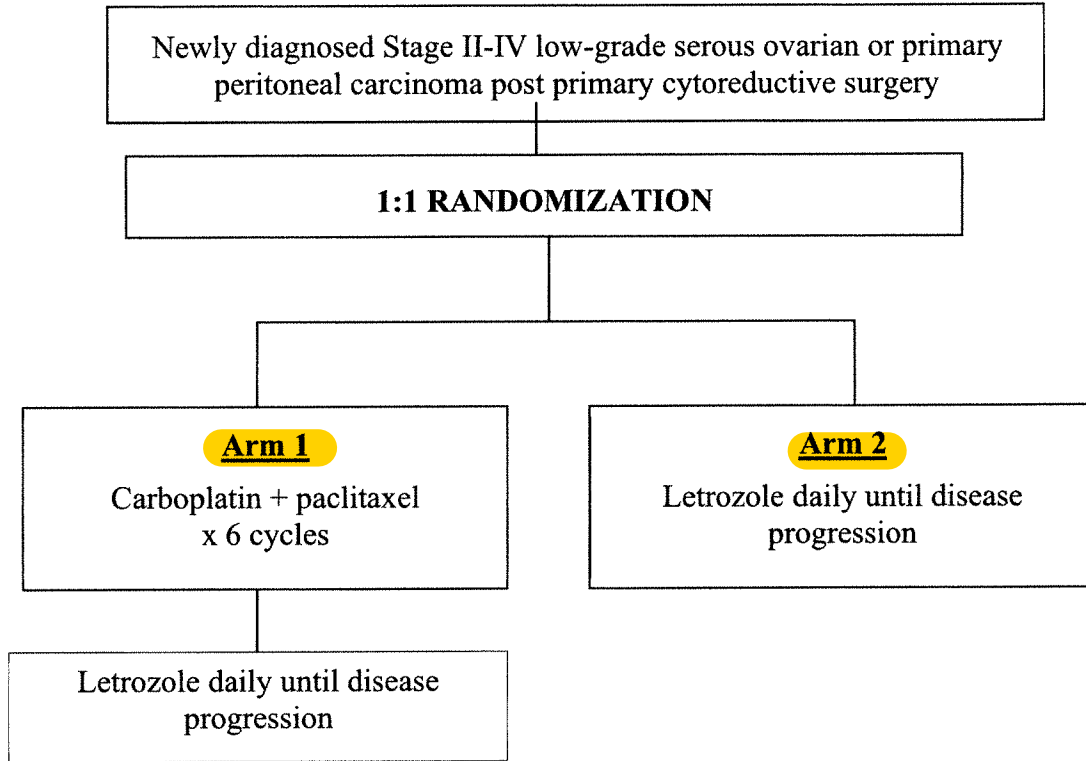 Newly diagnosed Stage II-IV low-grade serous ovarian or primary
peritoneal carcinoma post primary cytoreductive surgery
1:1 RANDOMIZATION
Arm 1
Carboplatin + paclitaxel
x 6 cycles
Arm 2
Letrozole daily until disease
progression
Letrozole daily until disease
progression